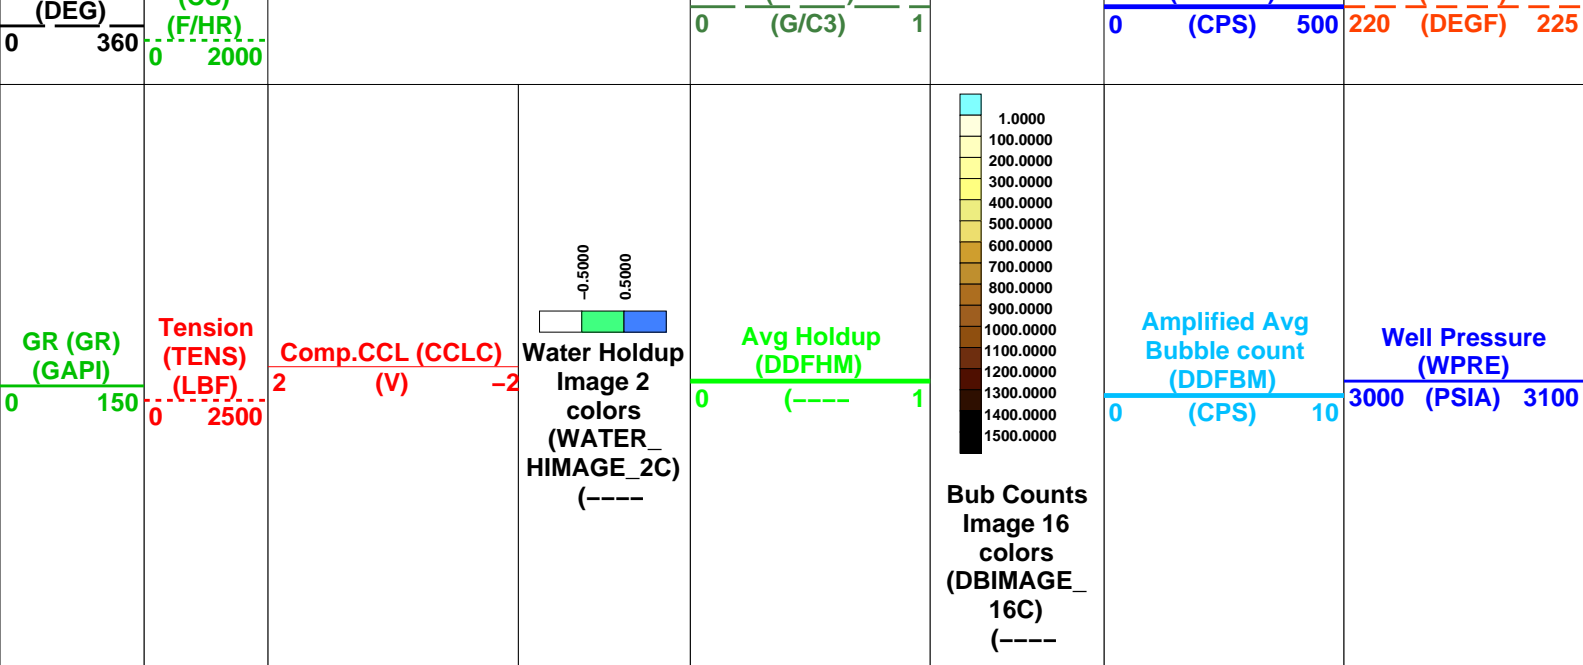 (DEG)
0 360
(F/HR)
0 2000
0 (G/C3) 1
0 (CPS) 500
220 (DEGF) 225
GR (GR)
(GAPI)
0 150
Tension
(TENS)
(LBF)
0 2500
Comp.CCL (CCLC)
2 (V) −2
−0.5000
0.5000
Water Holdup
Image 2
colors
(WATER_
HIMAGE_2C)
(−−−−
Avg Holdup
(DDFHM)
0 (−−−− 1
1.0000
100.0000
200.0000
300.0000
400.0000
500.0000
600.0000
700.0000
800.0000
900.0000
1000.0000
1100.0000
1200.0000
1300.0000
1400.0000
1500.0000
Bub Counts
Image 16
colors
(DBIMAGE_
16C)
(−−−−
Amplified Avg
Bubble count
(DDFBM)
0 (CPS) 10
Well Pressure
(WPRE)
3000 (PSIA) 3100